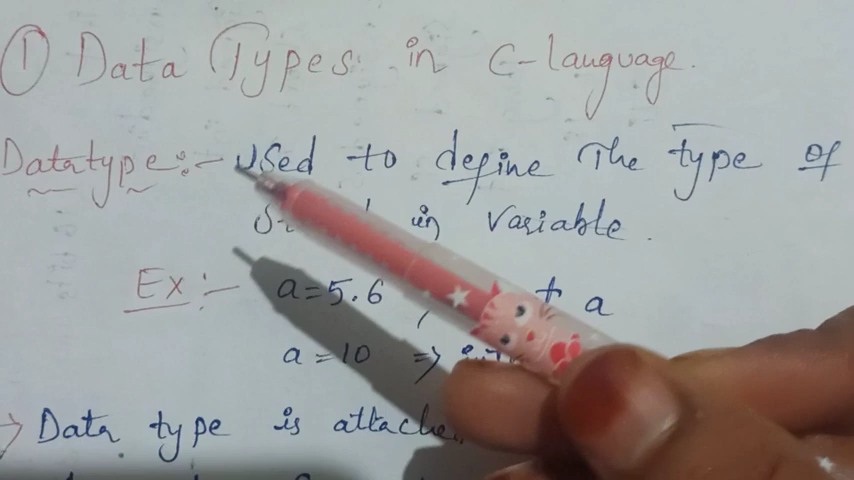 ① Data Types in C-language.
Datatype:- used to define The type of
in variable.
Ex:- a=5.6 a
a=10 =>
-> Data type is